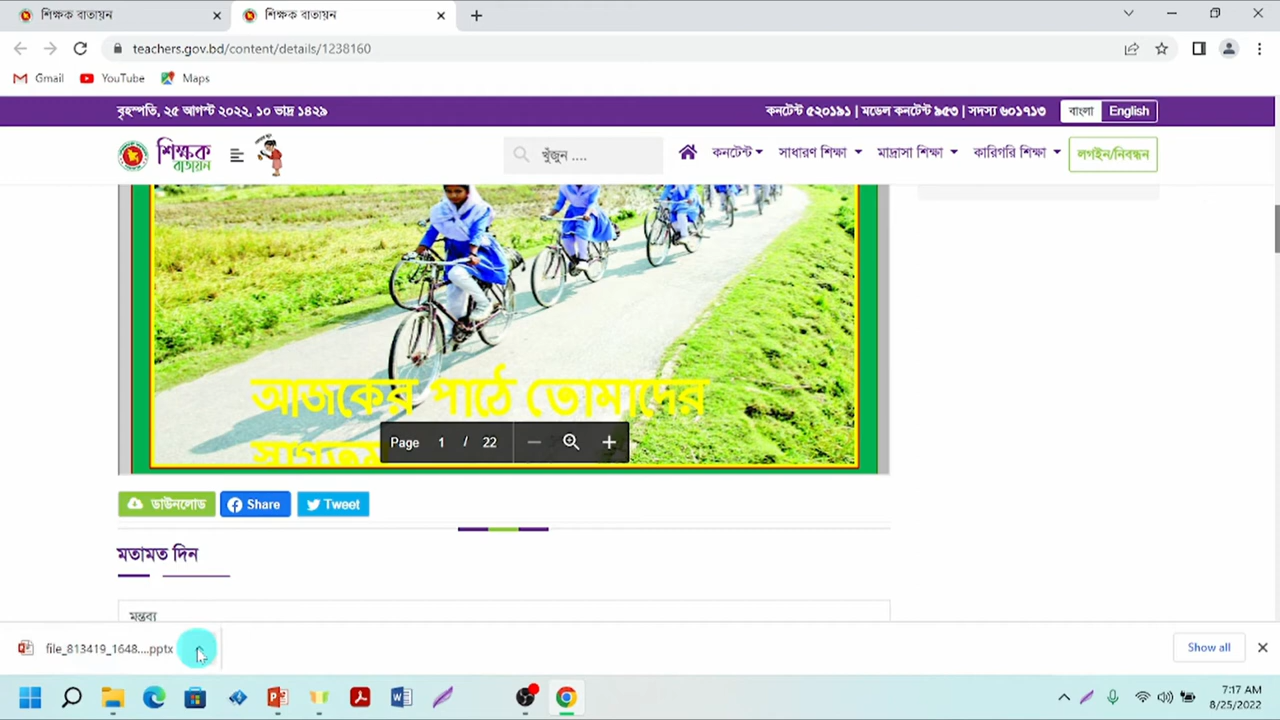 শিক্ষক বাতায়ন
শিক্ষক বাতায়ন
teachers.gov.bd/content/details/1238160
Gmail YouTube Maps
বৃহস্পতি, ২৫ আগস্ট ২০২২, ১০ ভাদ্র ১৪২৯
কনটেন্ট ৫২০১৯১ | মডেল কনটেন্ট ৯৫৩ | সদস্য ৬০১৭১৩
বাংলা English
শিক্ষক
বাতায়ন
খুঁজুন ....
কনটেন্ট সাধারণ শিক্ষা মাদ্রাসা শিক্ষা কারিগরি শিক্ষা লগইন/নিবন্ধন
আজকের পাঠে তোমাদের
Page 1 / 22
ডাউনলোড Share Tweet
মতামত দিন
মন্তব্য
file_813419_1648....pptx
Show all
7:17 AM
8/25/2022